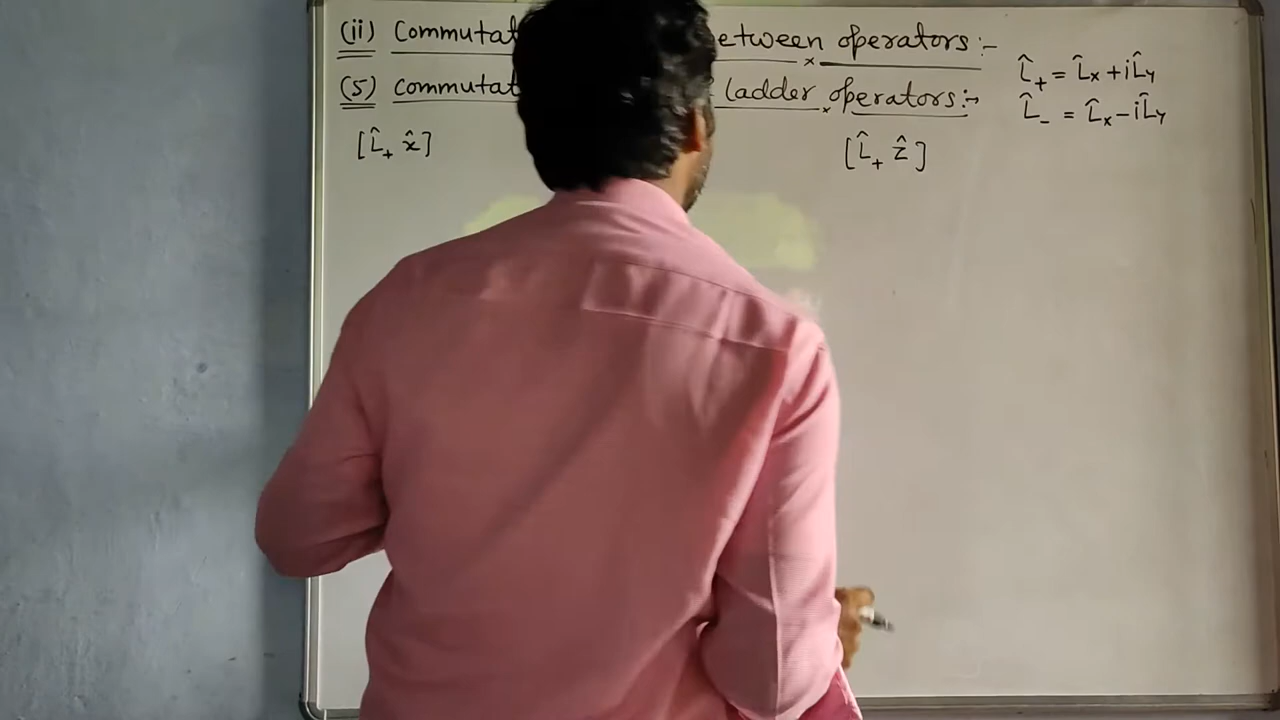 (ii) Commutat etween operators :-
(5) commutat ladder operators :-
L̂₊ = L̂x + iL̂y
L̂₋ = L̂x - iL̂y
[L̂₊ x̂] [L̂₊ ẑ]